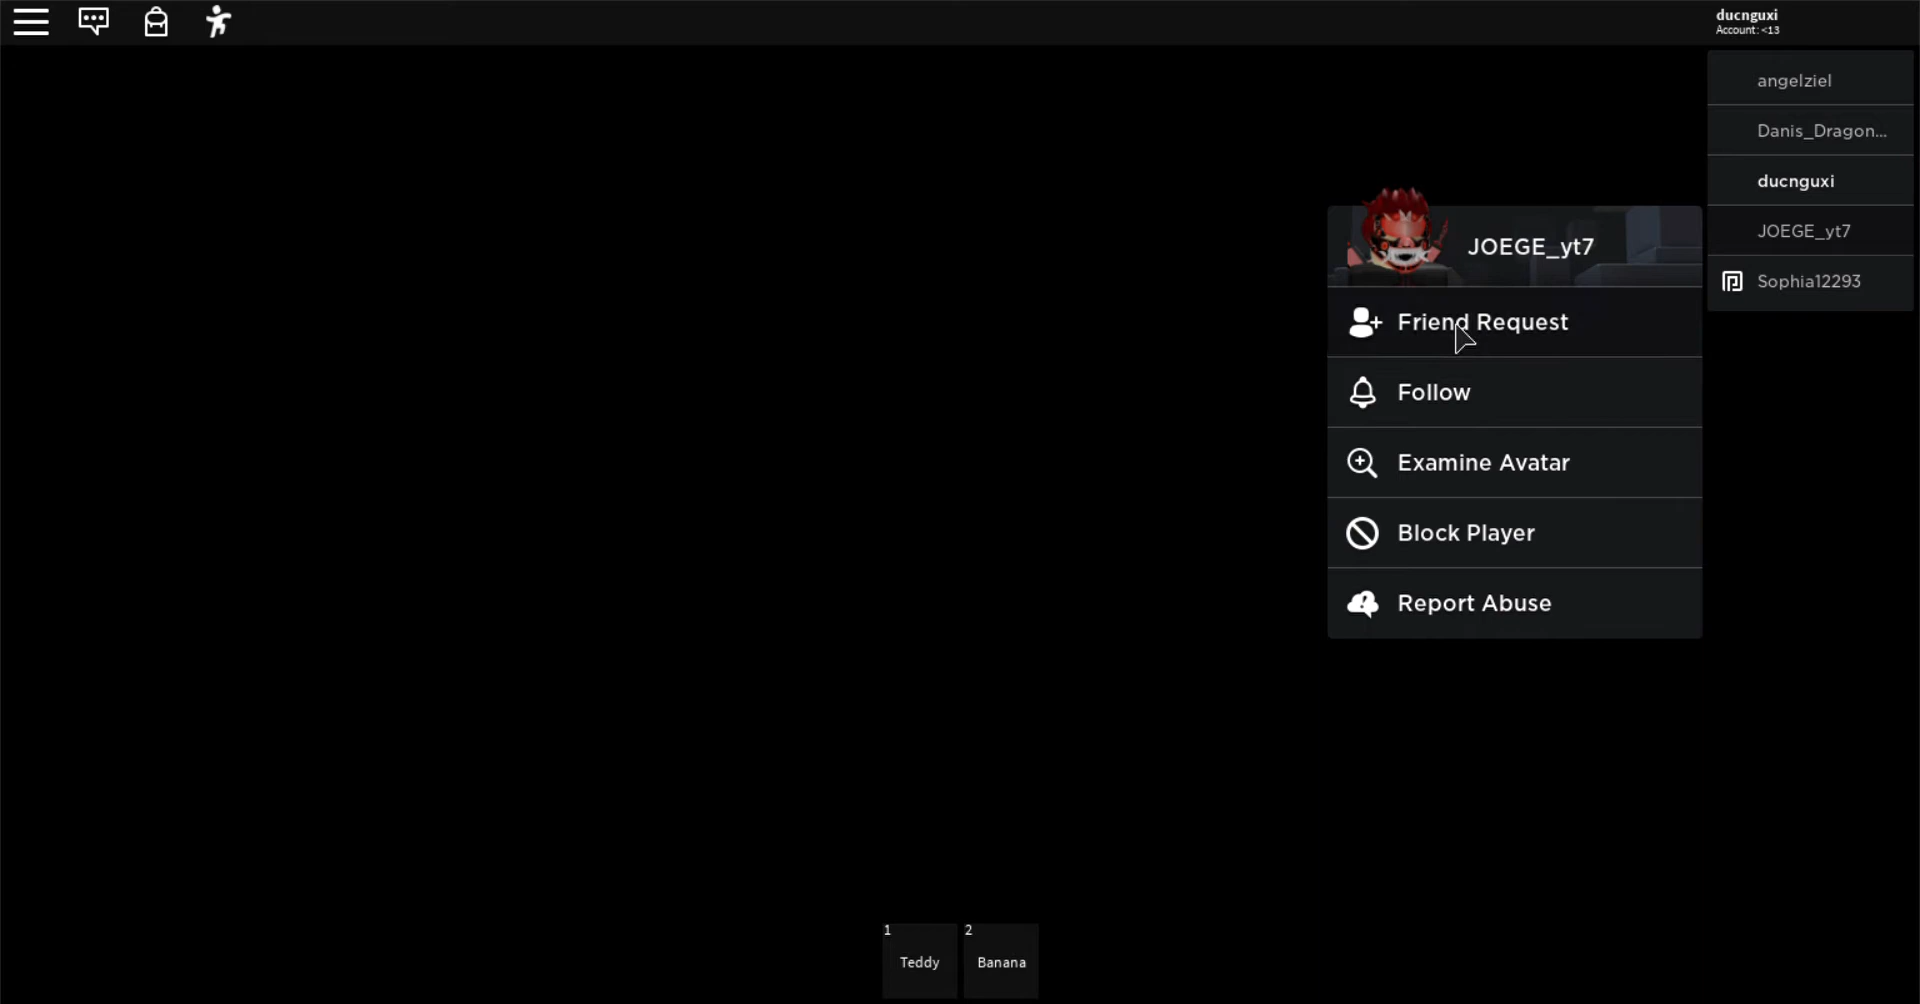 ducnguxi
Account: <13
angelziel
Danis_Dragon...
ducnguxi
JOEGE_yt7
Sophia12293
JOEGE_yt7
Friend Request
Follow
Examine Avatar
Block Player
Report Abuse
1
Teddy
2
Banana